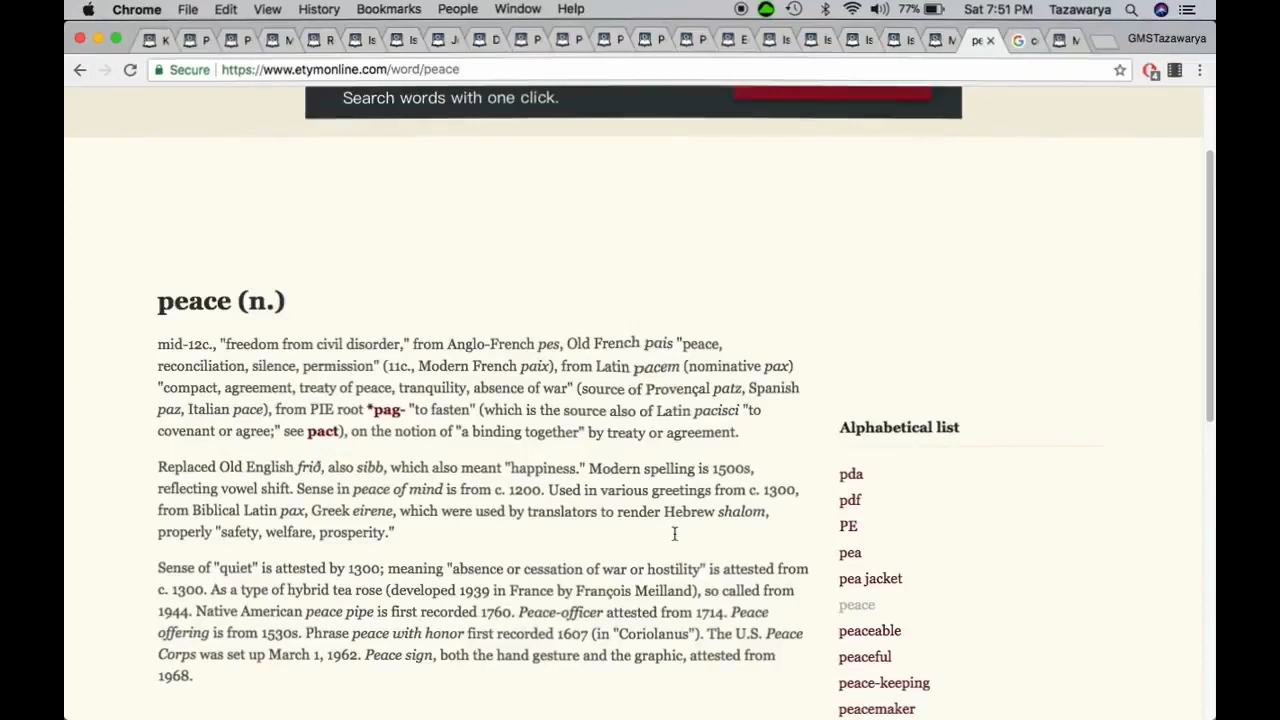 Chrome File Edit View History Bookmarks People Window Help 77% Sat 7:51 PM Tazawarya
K P P M R Is Is J D P P P P P E Is Is Is Is M pe G c M GMSTazawarya
Secure https://www.etymonline.com/word/peace
Search words with one click.
peace (n.)
mid-12c., "freedom from civil disorder," from Anglo-French pes, Old French pais "peace,
reconciliation, silence, permission" (11c., Modern French paix), from Latin pacem (nominative pax)
"compact, agreement, treaty of peace, tranquility, absence of war" (source of Provençal patz, Spanish
paz, Italian pace), from PIE root *pag- "to fasten" (which is the source also of Latin pacisci "to
covenant or agree;" see pact), on the notion of "a binding together" by treaty or agreement.
Replaced Old English frið, also sibb, which also meant "happiness." Modern spelling is 1500s,
reflecting vowel shift. Sense in peace of mind is from c. 1200. Used in various greetings from c. 1300,
from Biblical Latin pax, Greek eirene, which were used by translators to render Hebrew shalom,
properly "safety, welfare, prosperity."
Sense of "quiet" is attested by 1300; meaning "absence or cessation of war or hostility" is attested from
c. 1300. As a type of hybrid tea rose (developed 1939 in France by François Meilland), so called from
1944. Native American peace pipe is first recorded 1760. Peace-officer attested from 1714. Peace
offering is from 1530s. Phrase peace with honor first recorded 1607 (in "Coriolanus"). The U.S. Peace
Corps was set up March 1, 1962. Peace sign, both the hand gesture and the graphic, attested from
1968.
Alphabetical list
pda
pdf
PE
pea
pea jacket
peace
peaceable
peaceful
peace-keeping
peacemaker